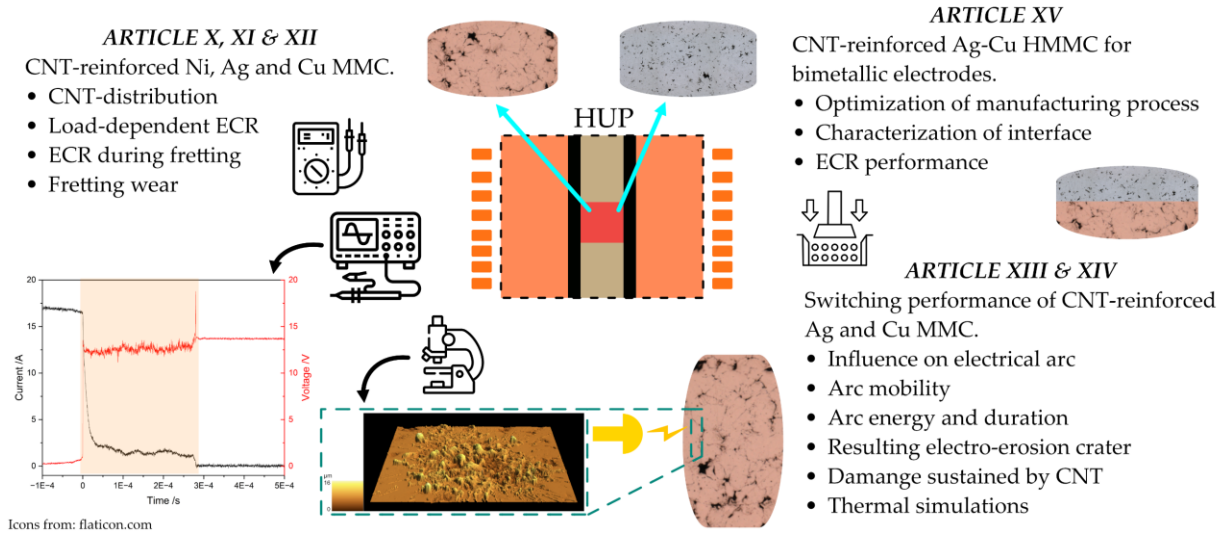 ARTICLE X, XI & XII
CNT-reinforced Ni, Ag and Cu MMC.
• CNT-distribution
• Load-dependent ECR
• ECR during fretting
• Fretting wear
HUP
ARTICLE XV
CNT-reinforced Ag-Cu HMMC for
bimetallic electrodes.
• Optimization of manufacturing process
• Characterization of interface
• ECR performance
ARTICLE XIII & XIV
Switching performance of CNT-reinforced
Ag and Cu MMC.
• Influence on electrical arc
• Arc mobility
• Arc energy and duration
• Resulting electro-erosion crater
• Damange sustained by CNT
• Thermal simulations
20
15
10
5
0
Current /A
20
15
10
5
0
Voltage /V
−1E-4 0 1E-4 2E-4 3E-4 4E-4 5E-4
Time /s
µm
16
0
Icons from: flaticon.com